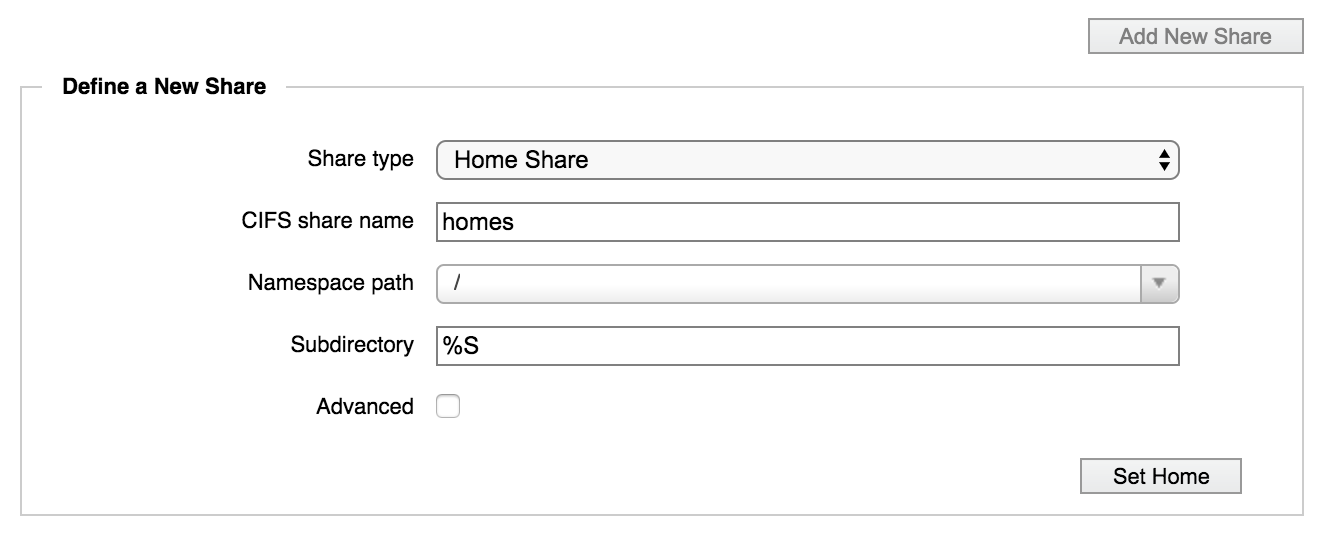 Add New Share
Define a New Share
Share type Home Share
CIFS share name homes
Namespace path /
Subdirectory %S
Advanced
Set Home